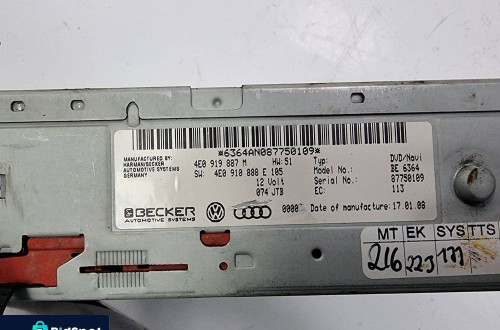 *6364AN087750109*
MANUFACTURED BY:
HARMAN/BECKER
AUTOMOTIVE SYSTEMS
GERMANY
4E0 919 887 M HW: 51 Typ: DVD/Navi
SW: 4E0 910 888 E 105 Model No.: BE 6364
12 Volt Serial No.: 87750109
074 JTB EC: 113
BECKER
AUTOMOTIVE SYSTEMS
0000 Date of manufacture: 17.01.08
MT EK SYS TTS
216 223 177
BidSpot